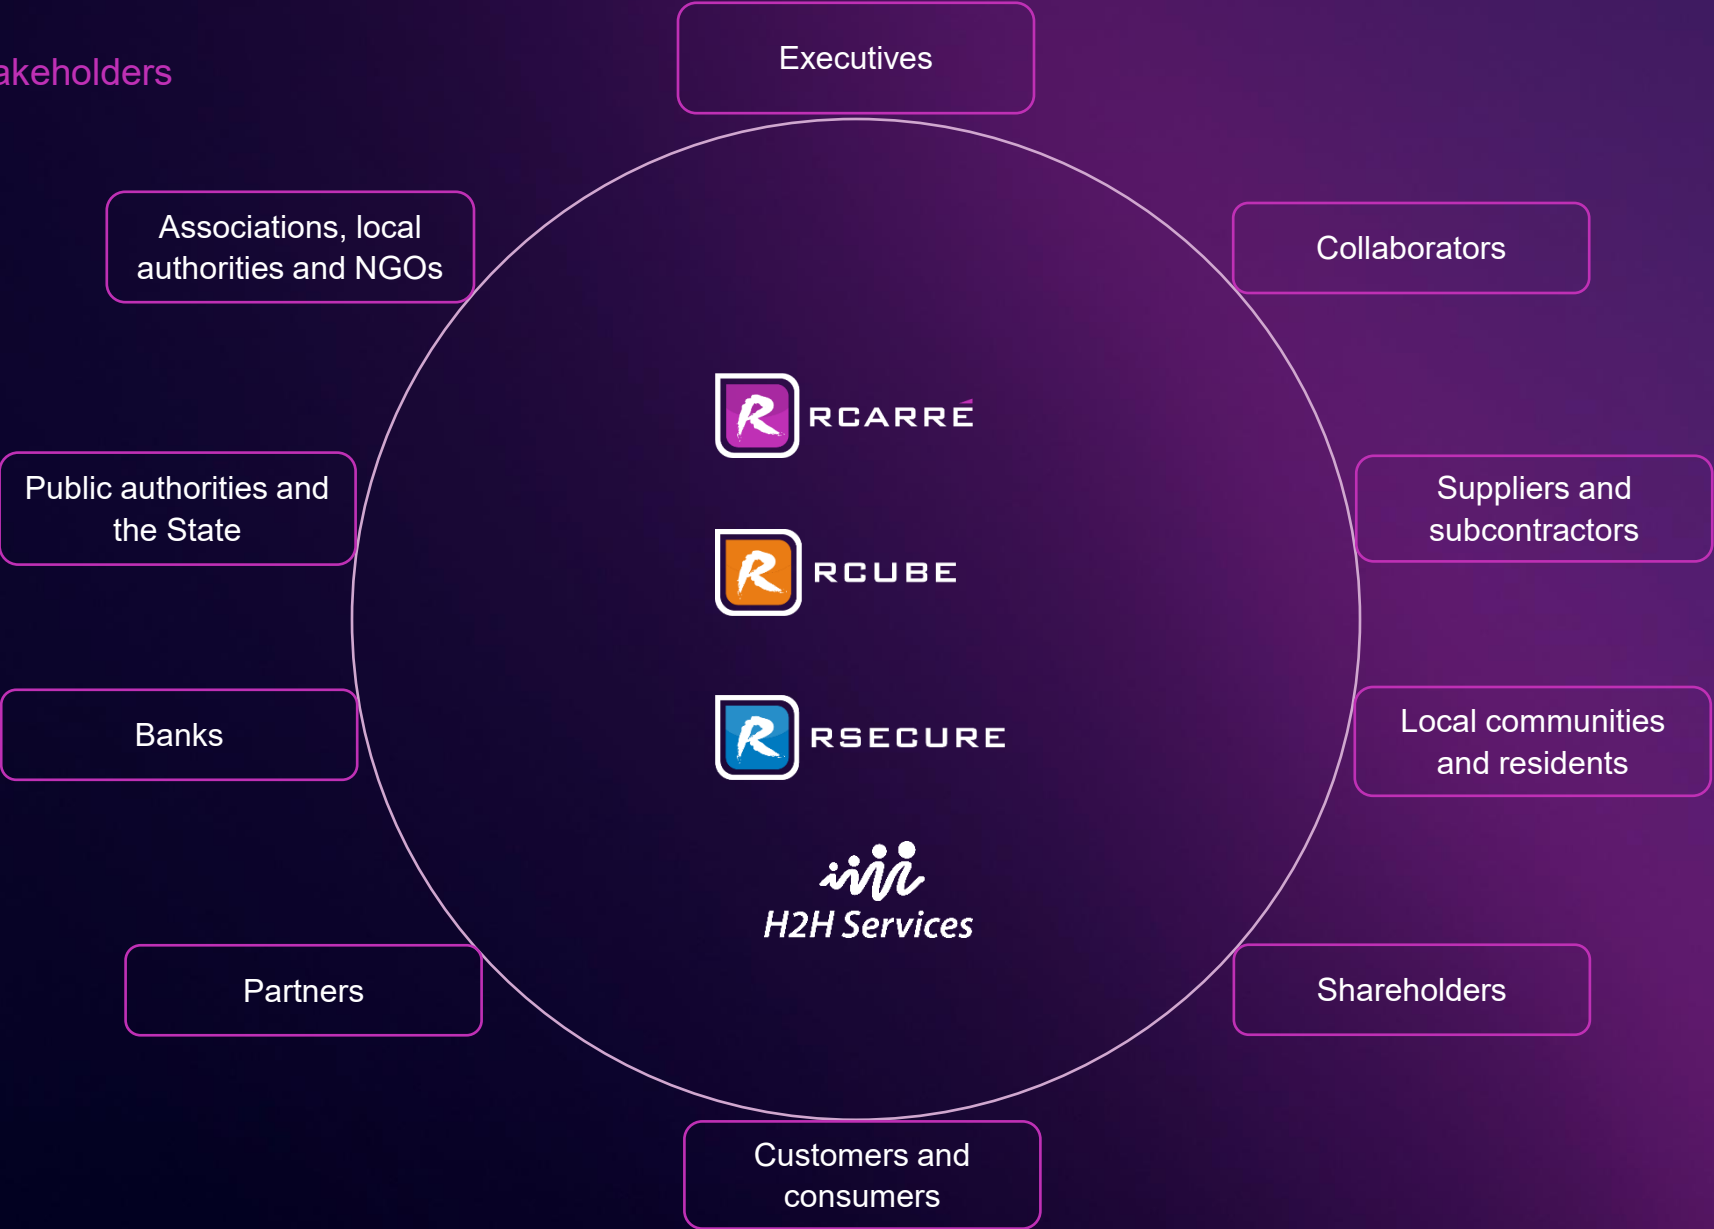 akeholders
Executives
Associations, local
authorities and NGOs
Collaborators
RCARRÉ
Public authorities and
the State
Suppliers and
subcontractors
RCUBE
Banks
RSECURE
Local communities
and residents
H2H Services
Partners
Shareholders
Customers and
consumers